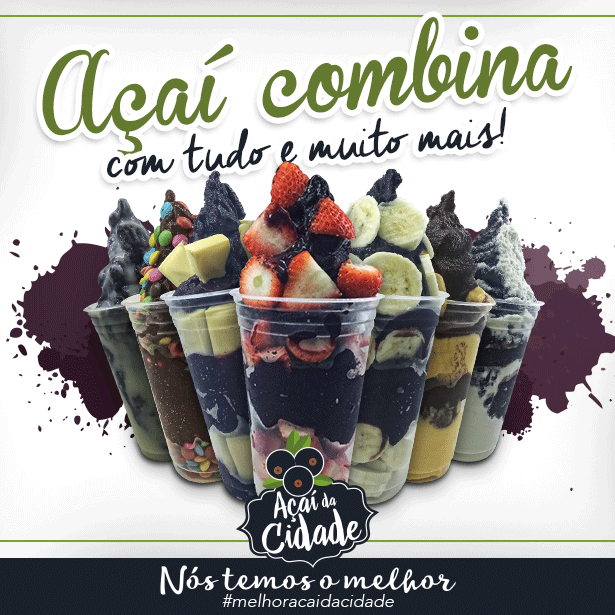 Açaí combina
com tudo e muito mais!
Açaí da
Cidade
Nós temos o melhor
#melhoracaidacidade